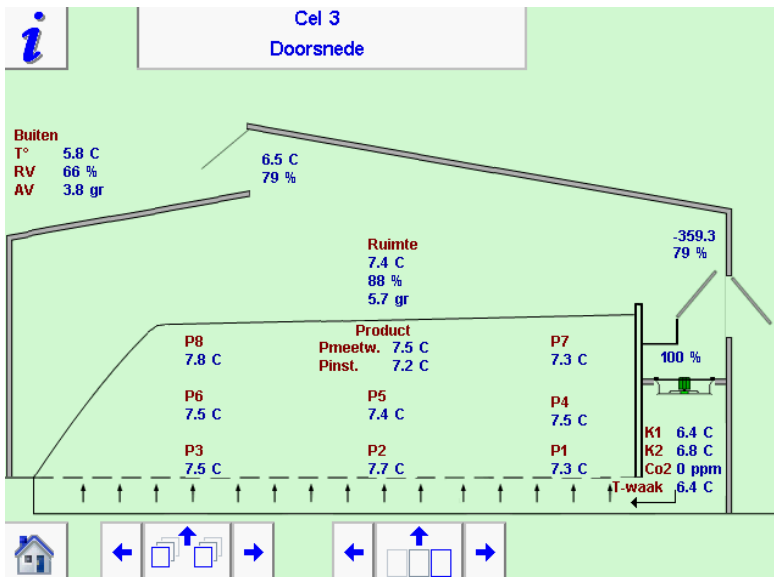 i
Cel 3
Doorsnede
Buiten
T° 5.8 C
RV 66 %
AV 3.8 gr
6.5 C
79 %
-359.3
79 %
Ruimte
7.4 C
88 %
5.7 gr
Product
Pmeetw. 7.5 C
Pinst. 7.2 C
P8
7.8 C
P7
7.3 C
100 %
P6
7.5 C
P5
7.4 C
P4
7.5 C
P3
7.5 C
P2
7.7 C
P1
7.3 C
K1 6.4 C
K2 6.8 C
Co2 0 ppm
T-waak 6.4 C